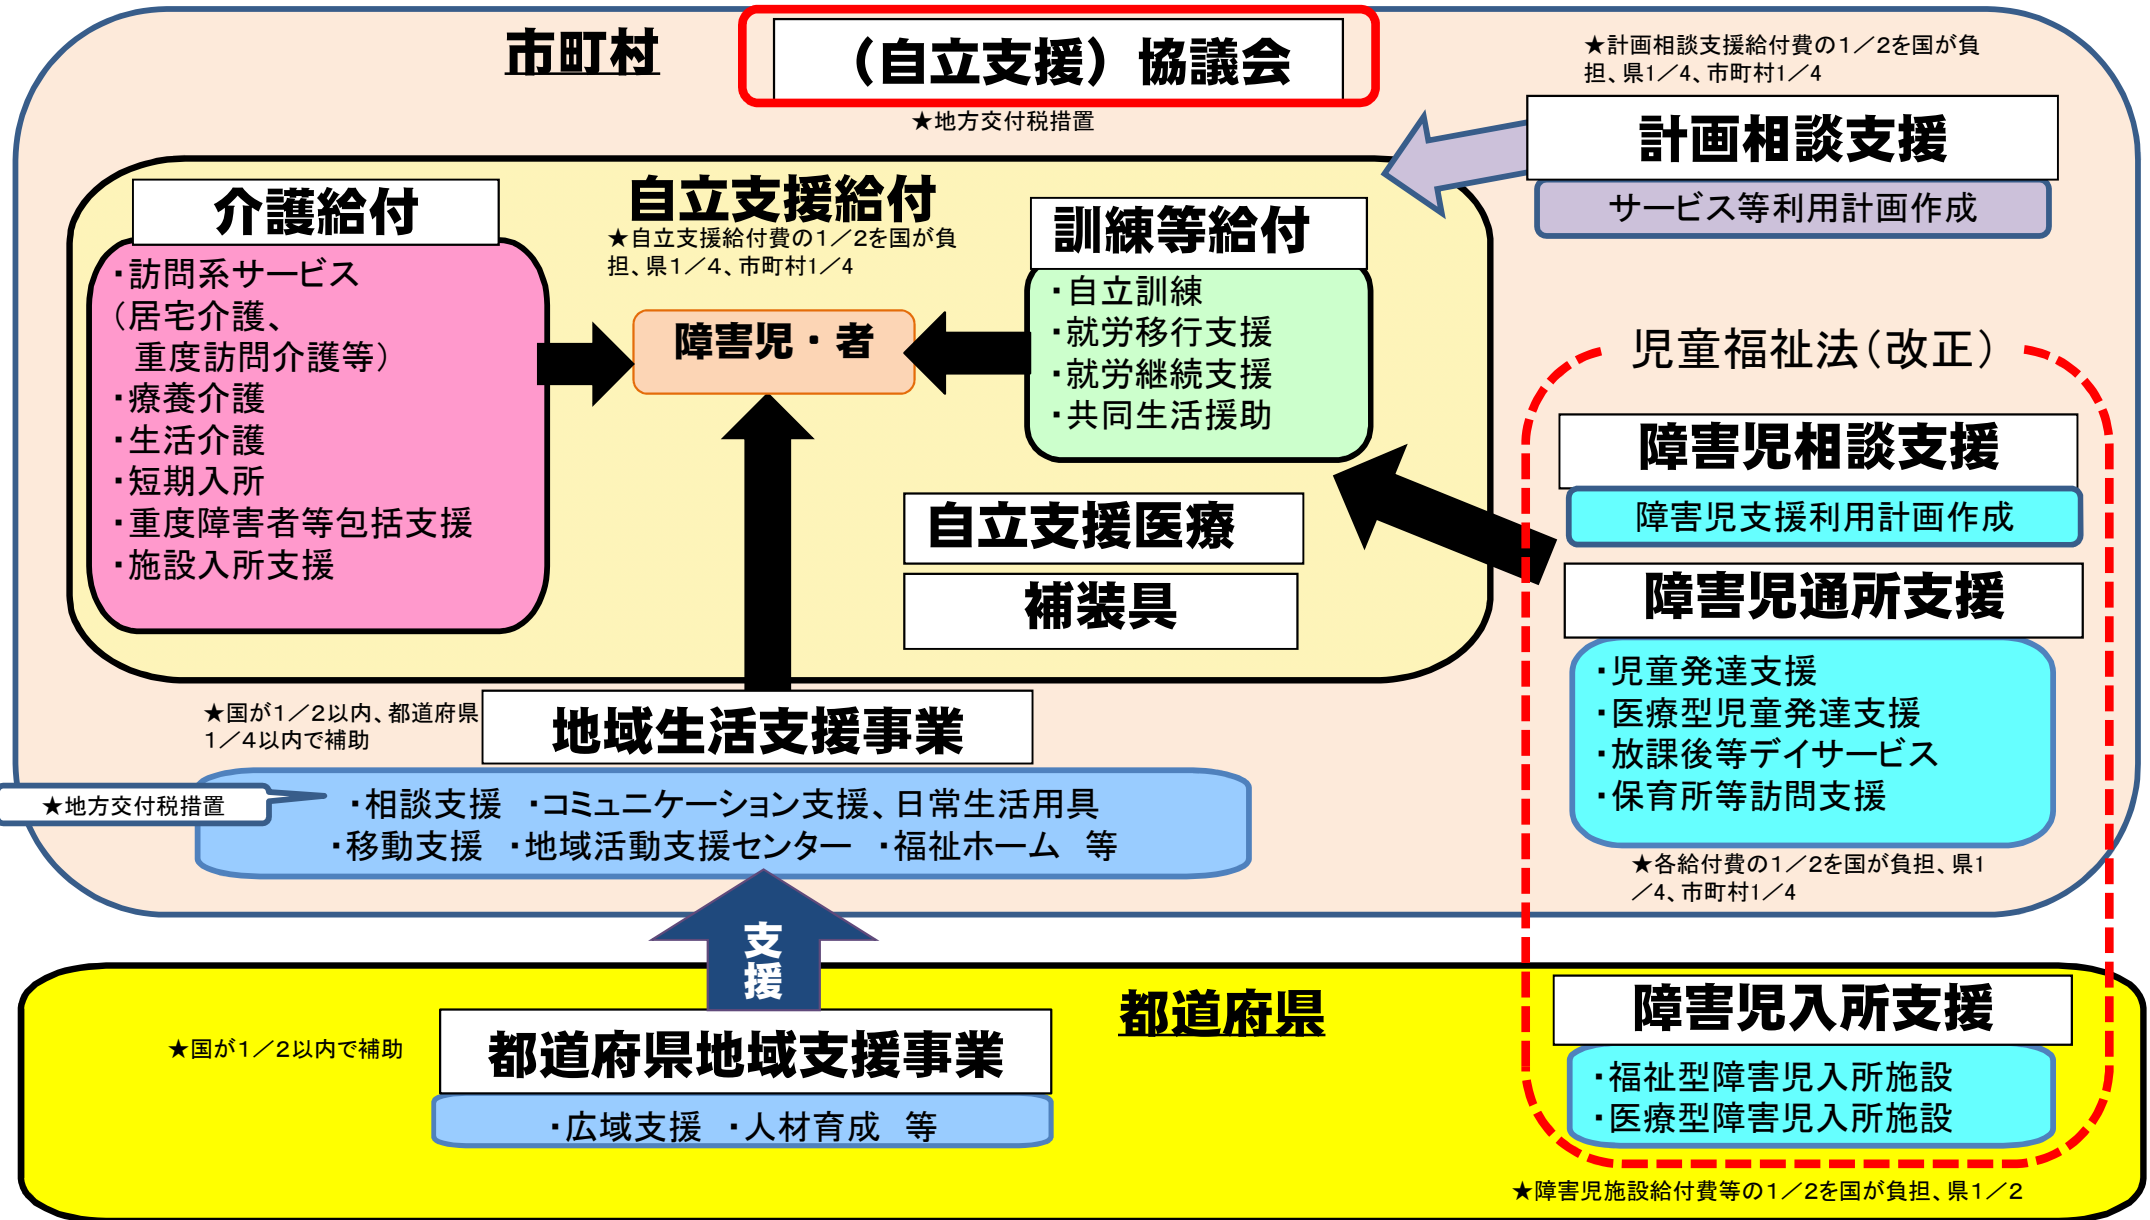 市町村
（自立支援）協議会
★地方交付税措置
★計画相談支援給付費の１／２を国が負
担、県1／4、市町村1／4
計画相談支援
サービス等利用計画作成
介護給付
・訪問系サービス
（居宅介護、
重度訪問介護等）
・療養介護
・生活介護
・短期入所
・重度障害者等包括支援
・施設入所支援
自立支援給付
★自立支援給付費の１／２を国が負
担、県１／４、市町村1／4
障害児・者
訓練等給付
・自立訓練
・就労移行支援
・就労継続支援
・共同生活援助
自立支援医療
補装具
児童福祉法（改正）
障害児相談支援
障害児支援利用計画作成
障害児通所支援
・児童発達支援
・医療型児童発達支援
・放課後等デイサービス
・保育所等訪問支援
★各給付費の１／２を国が負担、県1
／4、市町村1／4
★国が１／２以内、都道府県
１／４以内で補助
地域生活支援事業
★地方交付税措置
・相談支援　・コミュニケーション支援、日常生活用具
・移動支援　・地域活動支援センター　・福祉ホーム　等
支援
都道府県
★国が１／２以内で補助
都道府県地域支援事業
・広域支援　・人材育成　等
障害児入所支援
・福祉型障害児入所施設
・医療型障害児入所施設
★障害児施設給付費等の１／２を国が負担、県１／２